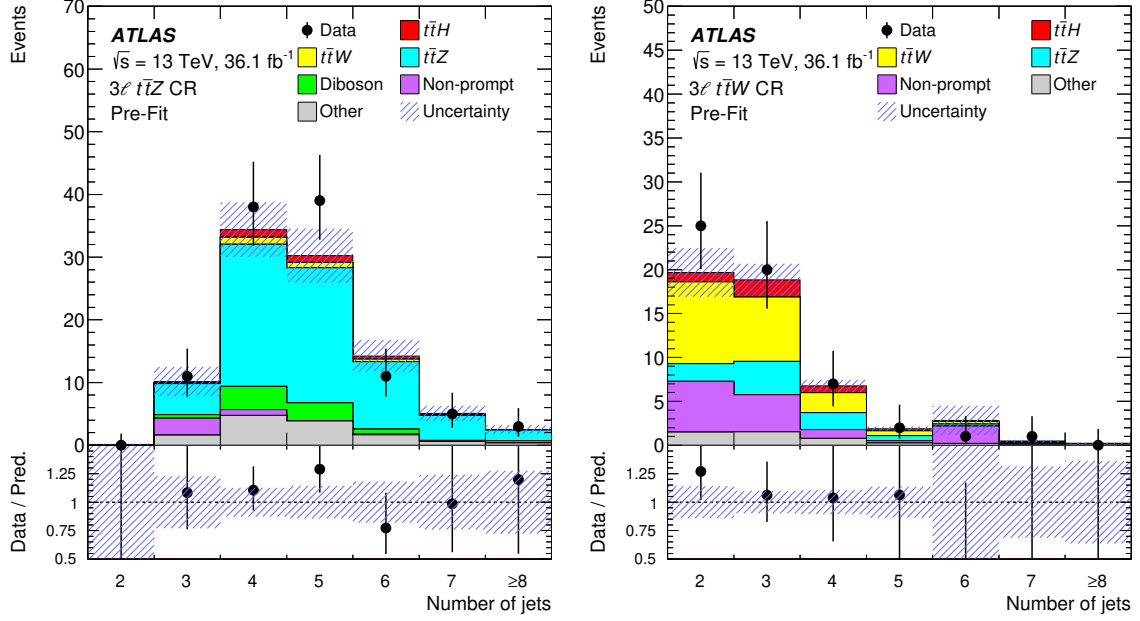 Events
70
60
50
40
30
20
10
0
ATLAS
√s = 13 TeV, 36.1 fb⁻¹
3ℓ tt̄Z CR
Pre-Fit
Data
tt̄H
tt̄W
tt̄Z
Diboson
Non-prompt
Other
Uncertainty
Data / Pred.
1.25
1
0.75
0.5
2 3 4 5 6 7 ≥8
Number of jets
Events
50
45
40
35
30
25
20
15
10
5
0
ATLAS
√s = 13 TeV, 36.1 fb⁻¹
3ℓ tt̄W CR
Pre-Fit
Data
tt̄H
tt̄W
tt̄Z
Non-prompt
Other
Uncertainty
Data / Pred.
1.25
1
0.75
0.5
2 3 4 5 6 7 ≥8
Number of jets